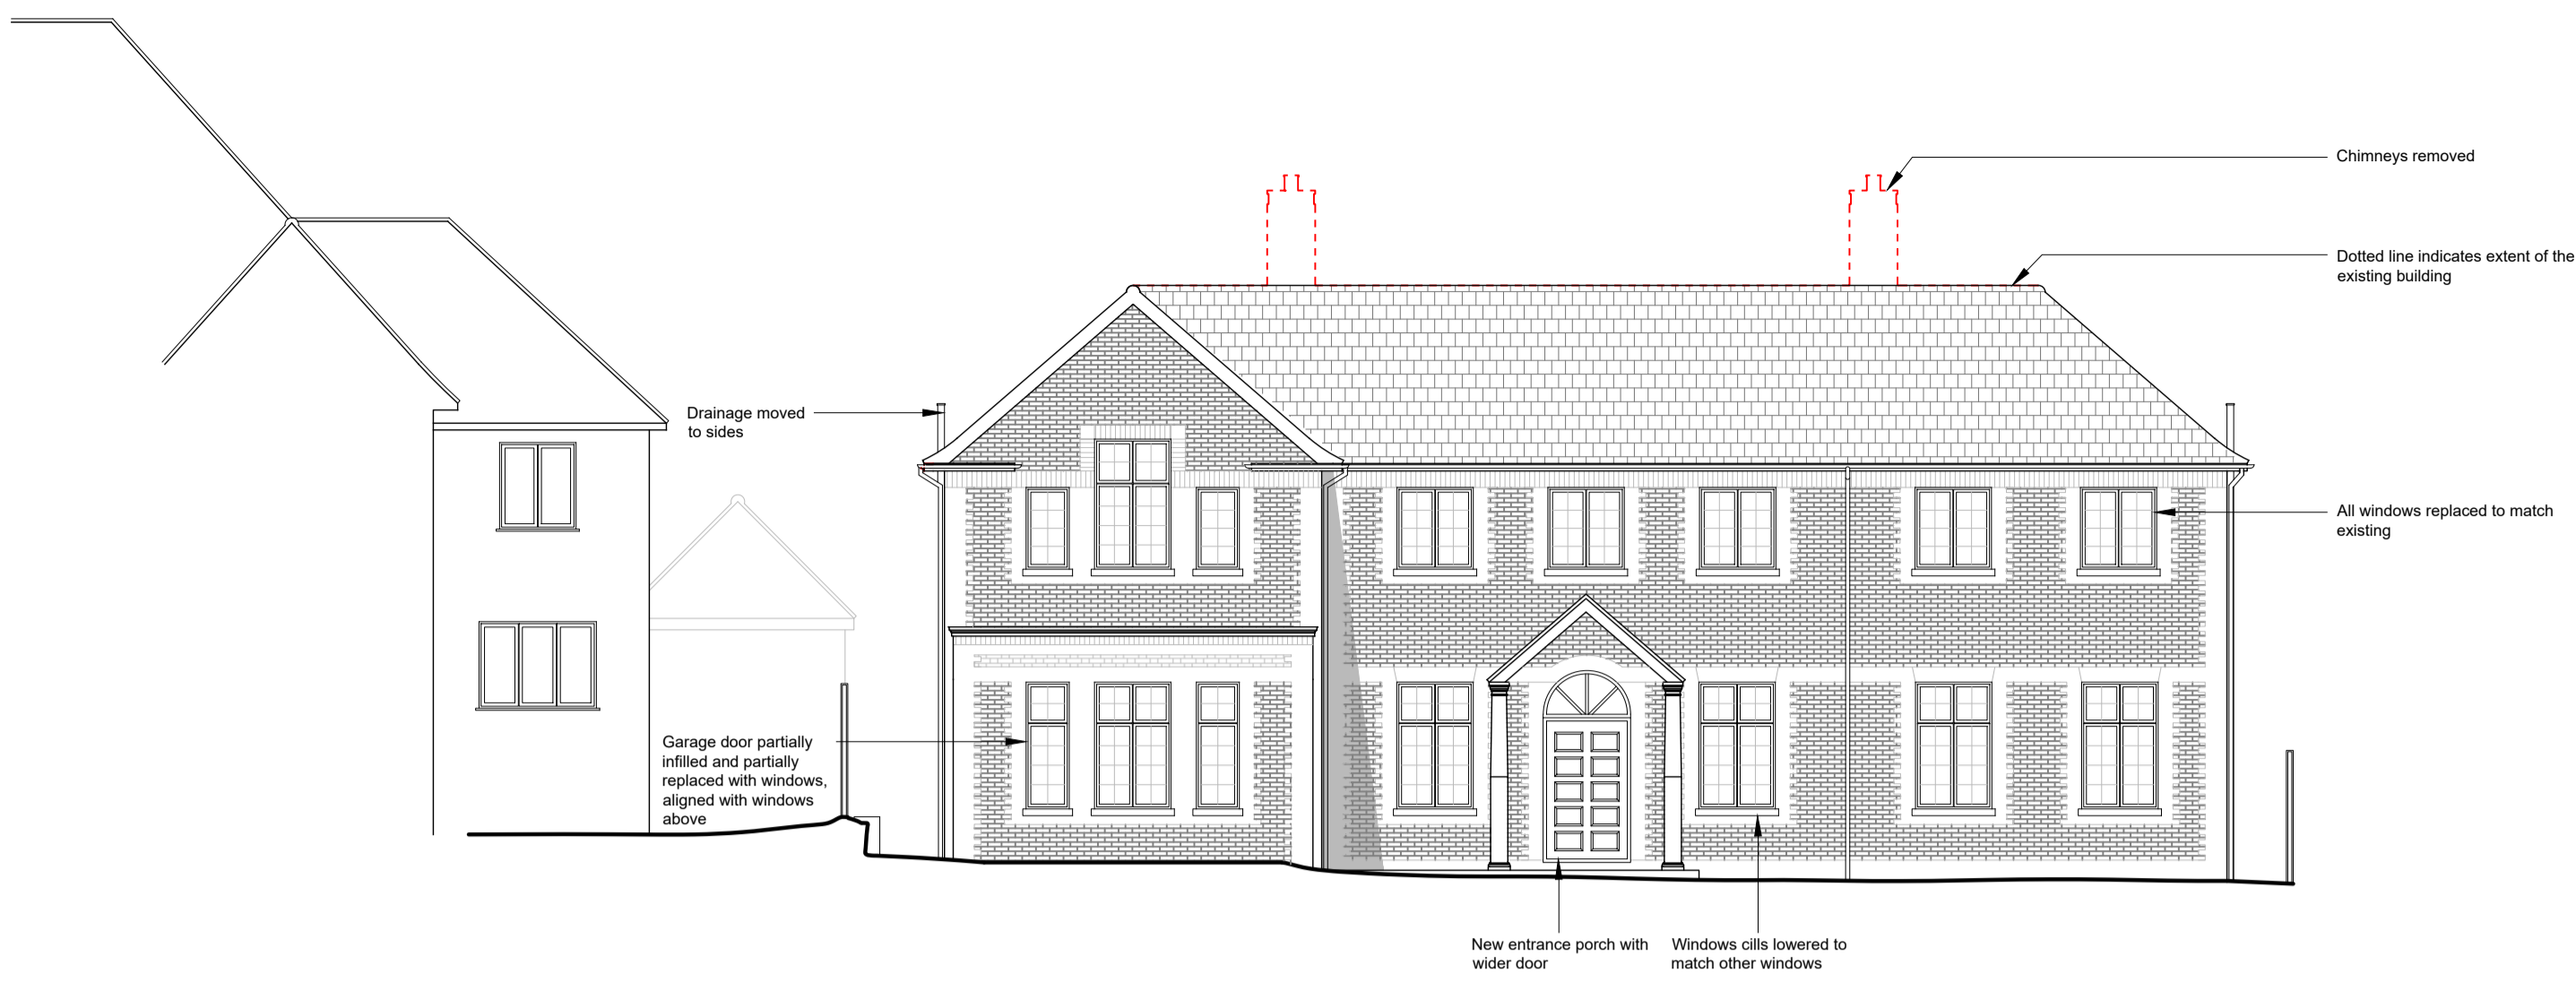 Chimneys removed
Dotted line indicates extent of the
existing building
Drainage moved
to sides
All windows replaced to match
existing
Garage door partially
infilled and partially
replaced with windows,
aligned with windows
above
New entrance porch with
wider door
Windows cills lowered to
match other windows